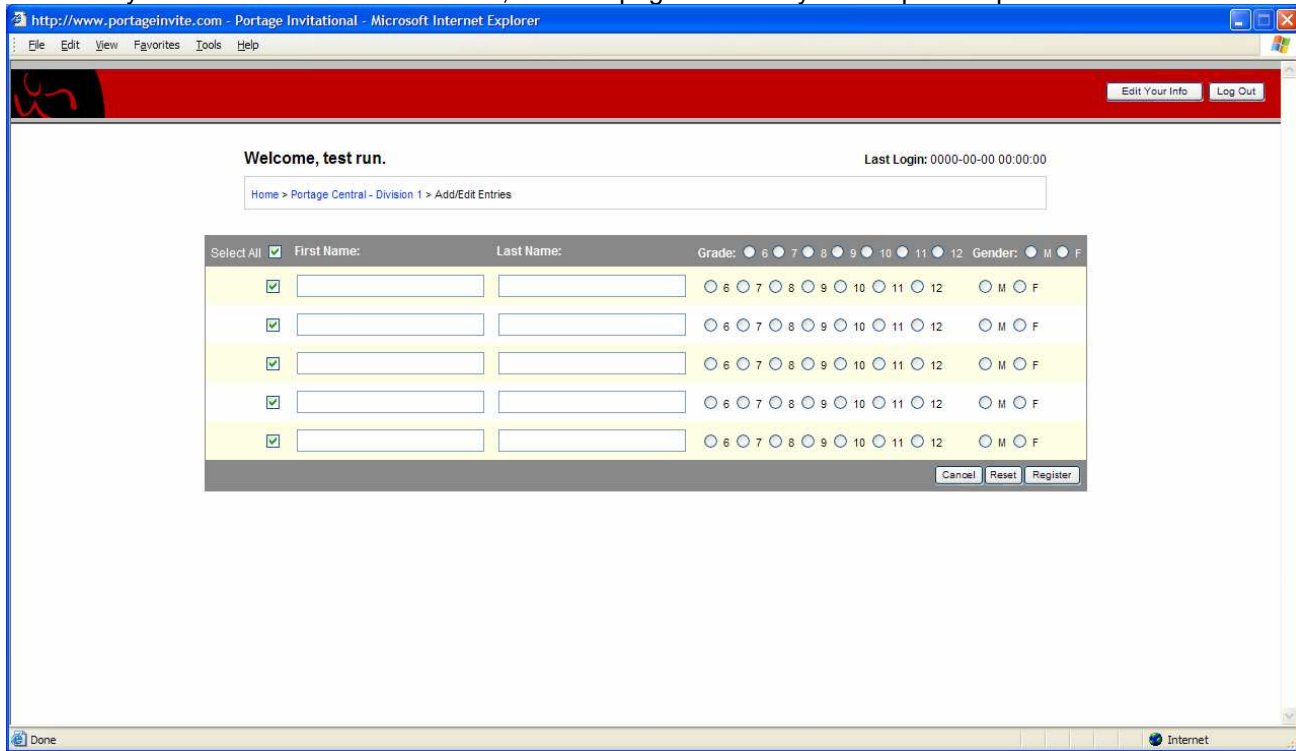 http://www.portageinvite.com - Portage Invitational - Microsoft Internet Explorer
File Edit View Favorites Tools Help
Edit Your Info Log Out
Welcome, test run. Last Login: 0000-00-00 00:00:00
Home > Portage Central - Division 1 > Add/Edit Entries
Select All First Name: Last Name: Grade: 6 7 8 9 10 11 12 Gender: M F
6 7 8 9 10 11 12 M F
6 7 8 9 10 11 12 M F
6 7 8 9 10 11 12 M F
6 7 8 9 10 11 12 M F
6 7 8 9 10 11 12 M F
Cancel Reset Register
Done Internet